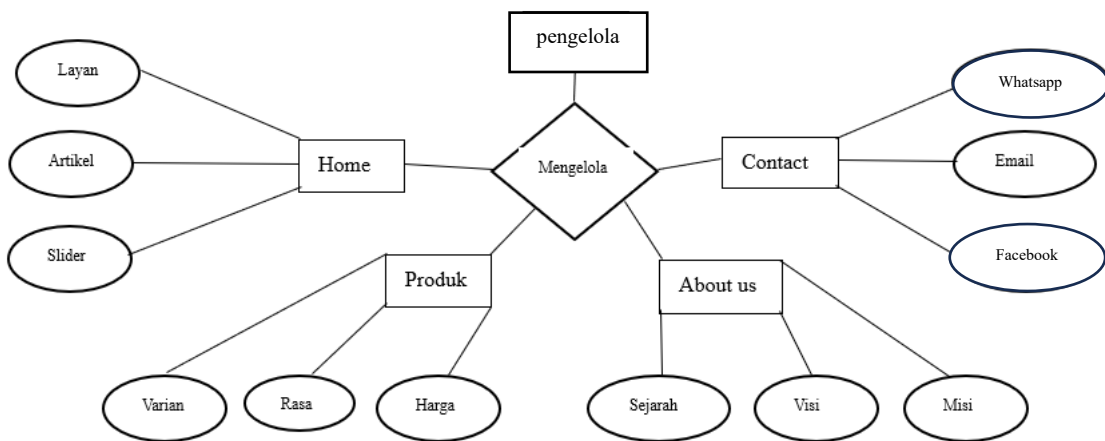 pengelola
Layan
Whatsapp
Artikel
Home
Mengelola
Contact
Email
Slider
Facebook
Produk
About us
Varian
Rasa
Harga
Sejarah
Visi
Misi